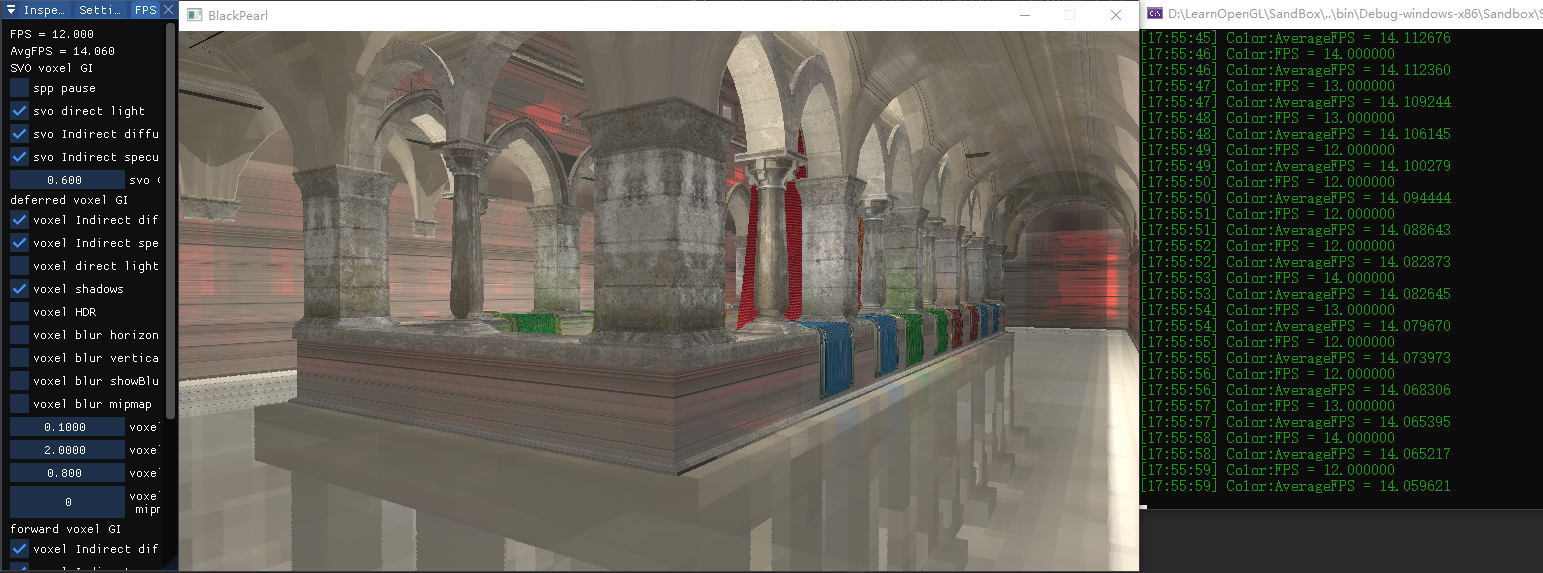 Inspe… Setti… FPS
FPS = 12.000
AvgFPS = 14.060
SVO voxel GI
spp pause
svo direct light
svo Indirect diffu
svo Indirect specu
0.600 svo
deferred voxel GI
voxel Indirect dif
voxel Indirect spe
voxel direct light
voxel shadows
voxel HDR
voxel blur horizon
voxel blur vertica
voxel blur showBlu
voxel blur mipmap
0.1000 voxe
2.0000 voxe
0.800 voxe
0 voxe
mip
forward voxel GI
voxel Indirect dif
BlackPearl
D:\LearnOpenGL\SandBox\..\bin\Debug-windows-x86\Sandbox\S
[17:55:45] Color:AverageFPS = 14.112676
[17:55:46] Color:FPS = 14.000000
[17:55:46] Color:AverageFPS = 14.112360
[17:55:47] Color:FPS = 13.000000
[17:55:47] Color:AverageFPS = 14.109244
[17:55:48] Color:FPS = 13.000000
[17:55:48] Color:AverageFPS = 14.106145
[17:55:49] Color:FPS = 12.000000
[17:55:49] Color:AverageFPS = 14.100279
[17:55:50] Color:FPS = 12.000000
[17:55:50] Color:AverageFPS = 14.094444
[17:55:51] Color:FPS = 12.000000
[17:55:51] Color:AverageFPS = 14.088643
[17:55:52] Color:FPS = 12.000000
[17:55:52] Color:AverageFPS = 14.082873
[17:55:53] Color:FPS = 14.000000
[17:55:53] Color:AverageFPS = 14.082645
[17:55:54] Color:FPS = 13.000000
[17:55:54] Color:AverageFPS = 14.079670
[17:55:55] Color:FPS = 12.000000
[17:55:55] Color:AverageFPS = 14.073973
[17:55:56] Color:FPS = 12.000000
[17:55:56] Color:AverageFPS = 14.068306
[17:55:57] Color:FPS = 13.000000
[17:55:57] Color:AverageFPS = 14.065395
[17:55:58] Color:FPS = 14.000000
[17:55:58] Color:AverageFPS = 14.065217
[17:55:59] Color:FPS = 12.000000
[17:55:59] Color:AverageFPS = 14.059621